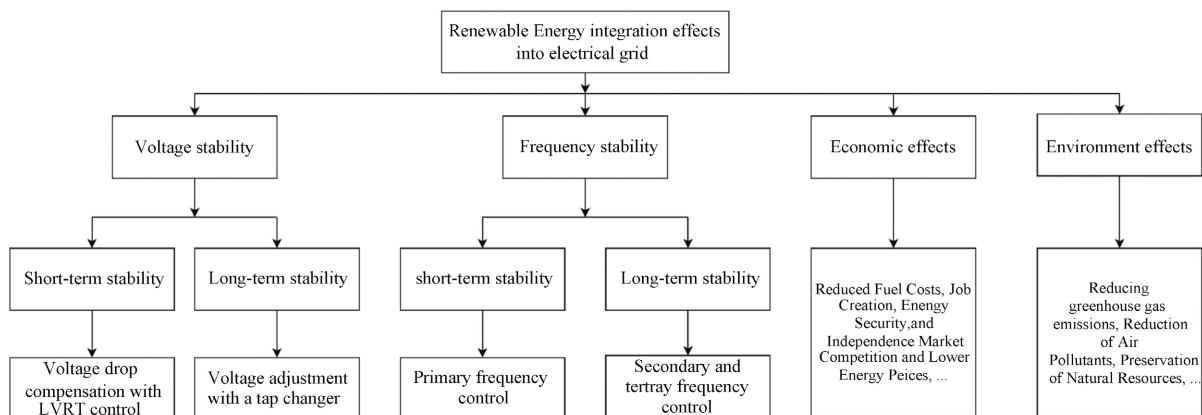 Renewable Energy integration effects
into electrical grid
Voltage stability
Frequency stability
Economic effects
Environment effects
Short-term stability
Long-term stability
short-term stability
Long-term stability
Reduced Fuel Costs, Job
Creation, Energy
Security,and
Independence Market
Competition and Lower
Energy Peices, ...
Reducing
greenhouse gas
emissions, Reduction
of Air
Pollutants, Preservation
of Natural Resources, ...
Voltage drop
compensation with
LVRT control
Voltage adjustment
with a tap changer
Primary frequency
control
Secondary and
tertray frequency
control